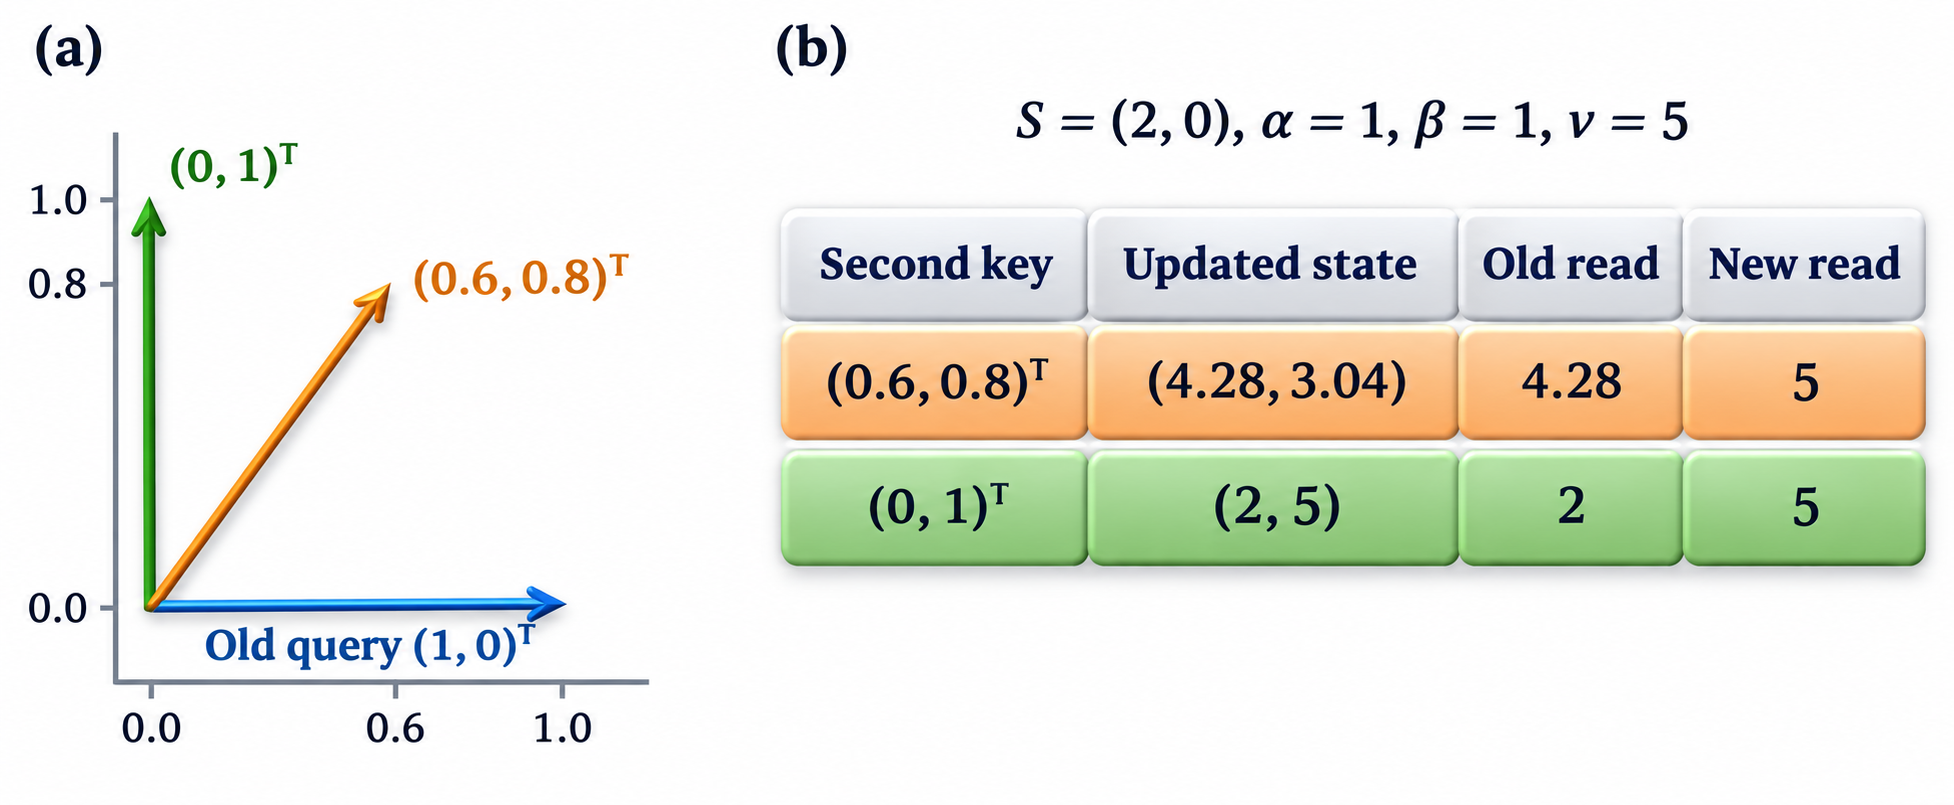 (a)
(0, 1)ᵀ
1.0
(0.6, 0.8)ᵀ
0.8
0.0
Old query (1, 0)ᵀ
0.0 0.6 1.0
(b)
S = (2, 0), α = 1, β = 1, v = 5
Second key Updated state Old read New read
(0.6, 0.8)ᵀ (4.28, 3.04) 4.28 5
(0, 1)ᵀ (2, 5) 2 5